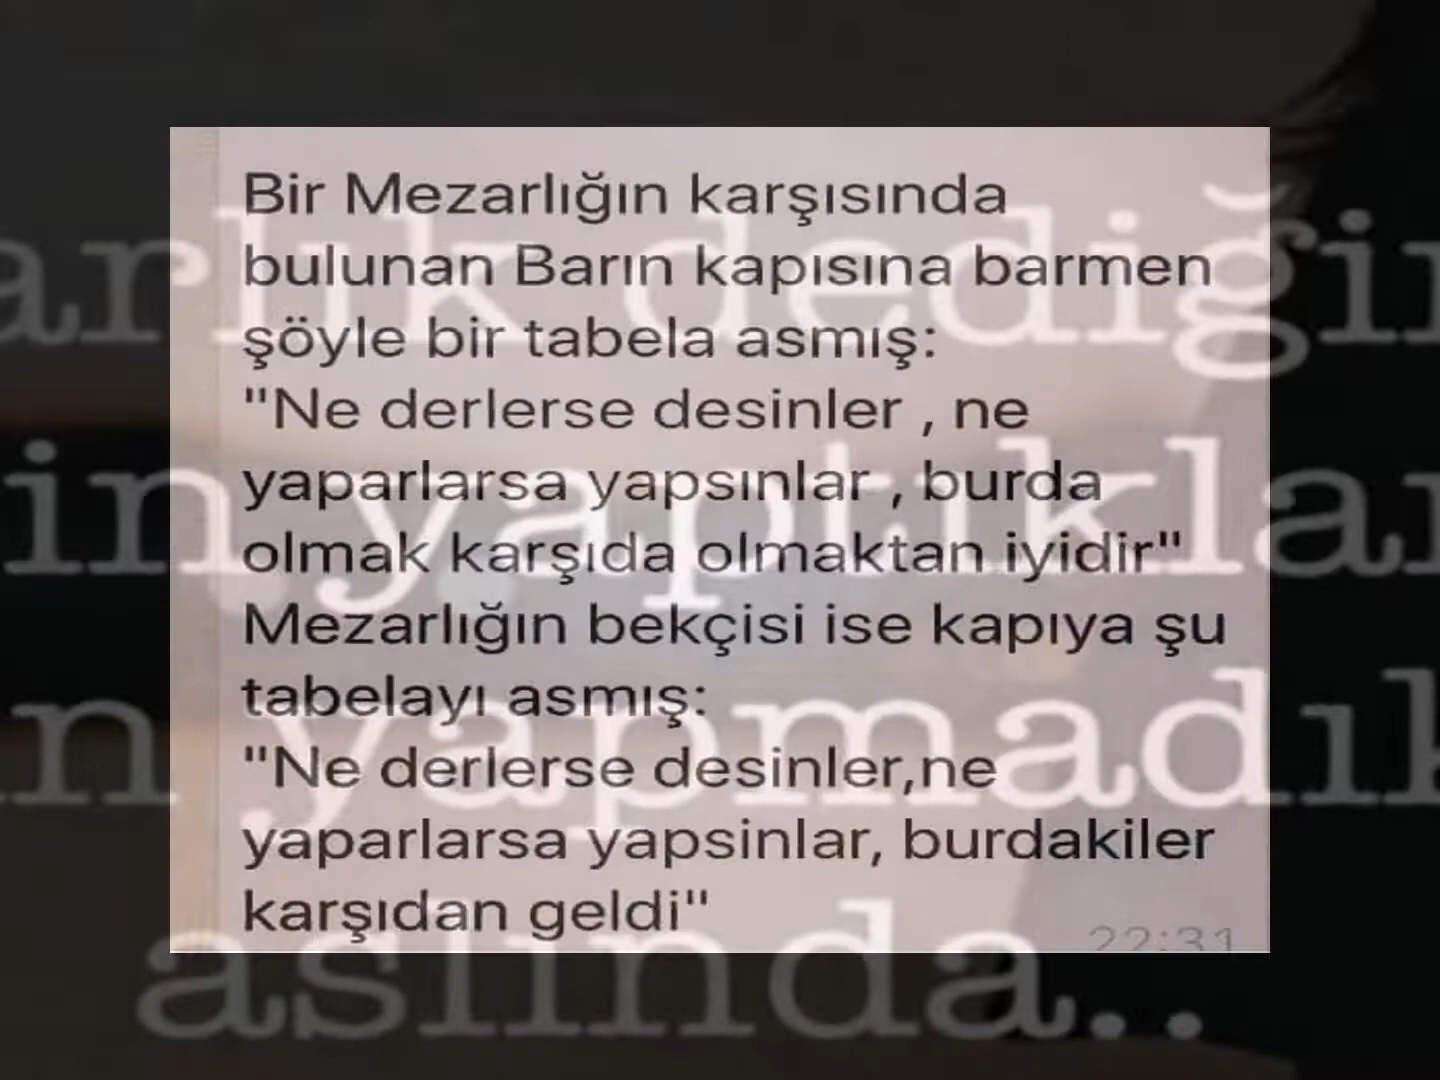 Bir Mezarlığın karşısında
bulunan Barın kapısına barmen
şöyle bir tabela asmış:
"Ne derlerse desinler , ne
yaparlarsa yapsınlar , burda
olmak karşıda olmaktan iyidir"
Mezarlığın bekçisi ise kapıya şu
tabelayı asmış:
"Ne derlerse desinler,ne
yaparlarsa yapsinlar, burdakiler
karşıdan geldi"
22:31
aslında..